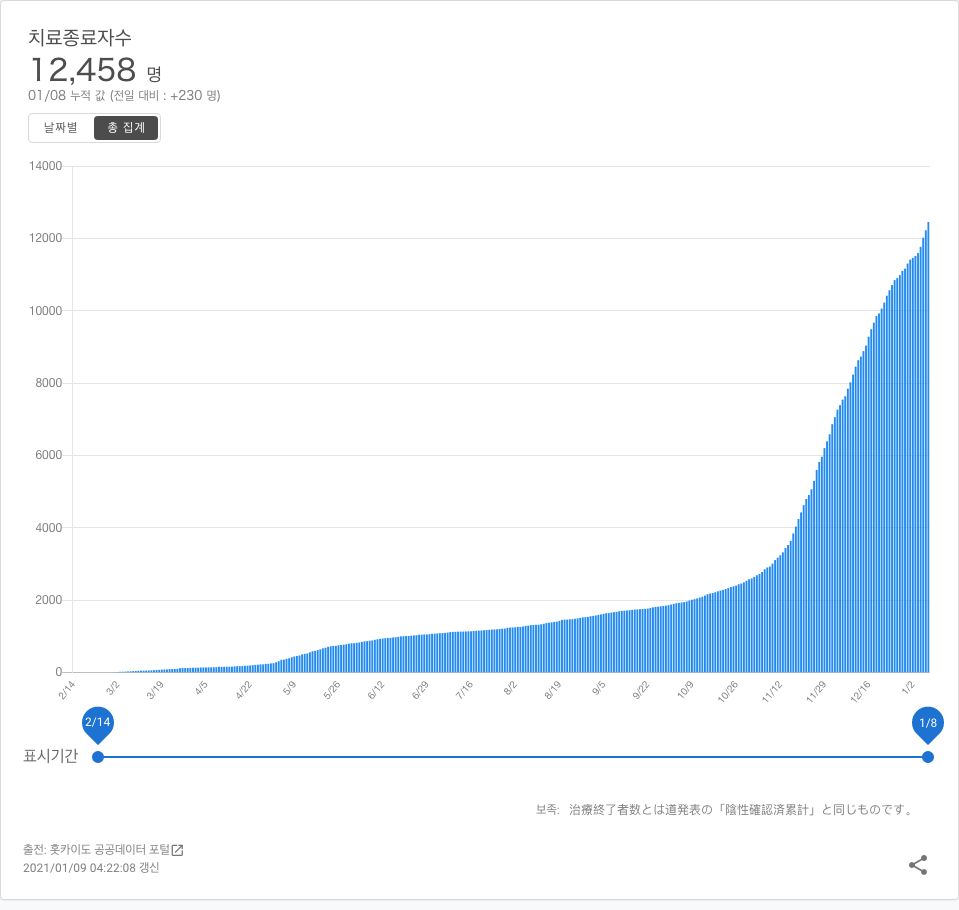 치료종료자수
12,458 명
01/08 누적 값 (전일 대비 : +230 명)
날짜별 총 집계
14000
12000
10000
8000
6000
4000
2000
0
2/14 3/2 3/19 4/5 4/22 5/9 5/26 6/12 6/29 7/16 8/2 8/19 9/5 9/22 10/9 10/26 11/12 11/29 12/16 1/2
2/14 1/8
표시기간
보족: 治療終了者数とは道発表の「陰性確認済累計」と同じものです。
출전: 홋카이도 공공데이터 포털
2021/01/09 04:22:08 갱신